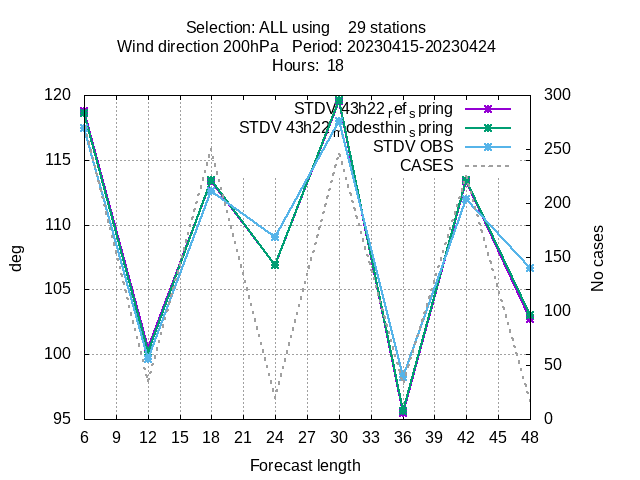 Selection: ALL using 29 stations
Wind direction 200hPa Period: 20230415-20230424
Hours: 18
120
115
110
105
100
95
300
250
200
150
100
50
0
STDV 43h22_ref_spring
STDV 43h22_modesthin_spring
STDV OBS
CASES
deg
No cases
6 9 12 15 18 21 24 27 30 33 36 39 42 45 48
Forecast length